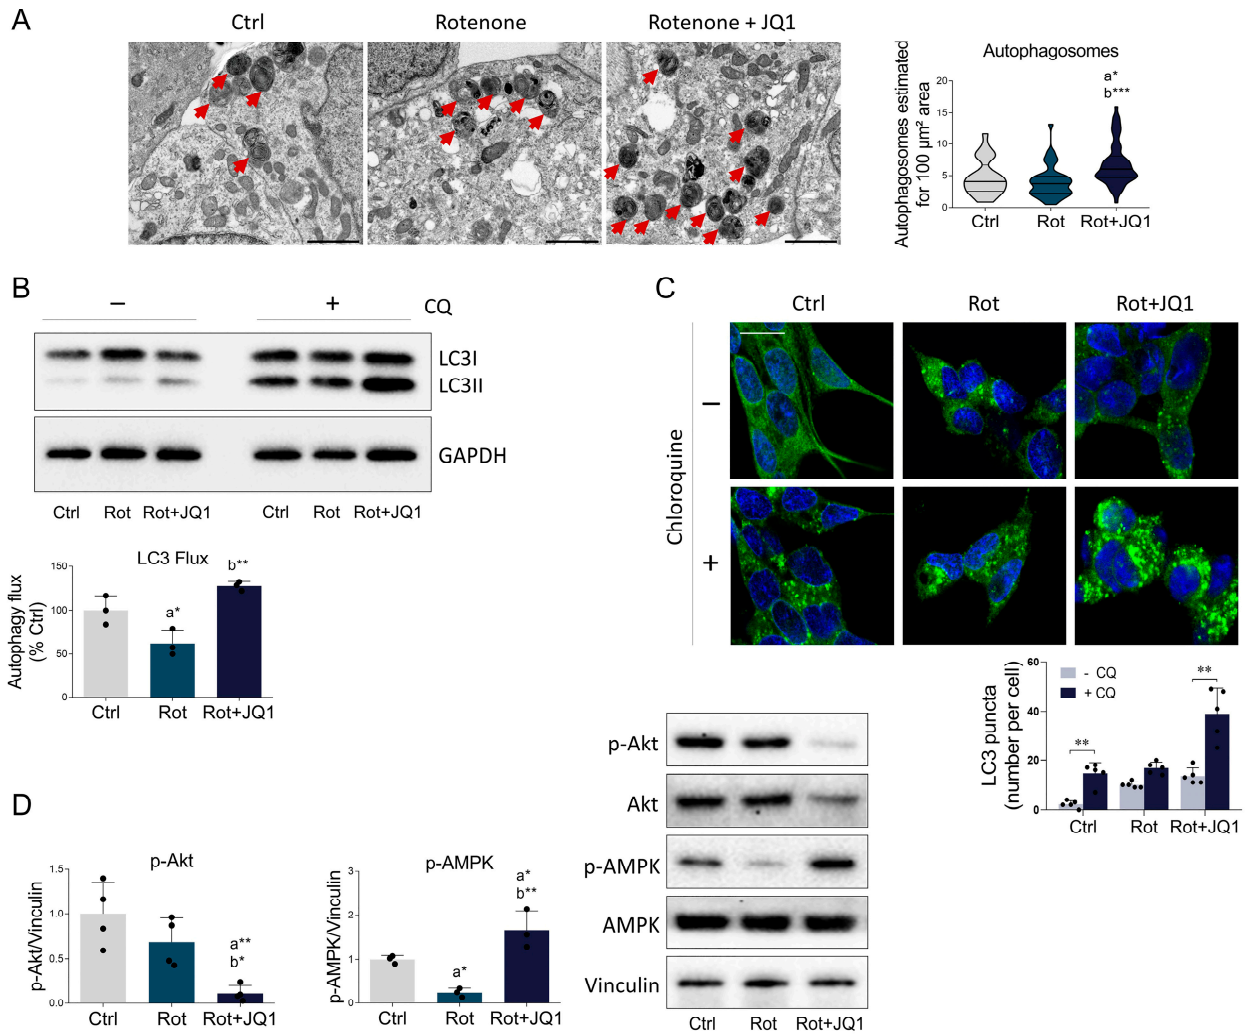 A
Ctrl
Rotenone
Rotenone + JQ1
Autophagosomes
Autophagosomes estimated
for 100 µm² area
20
15
10
5
0
a*
b***
Ctrl
Rot
Rot+JQ1
B
–
+
CQ
LC3I
LC3II
GAPDH
Ctrl
Rot
Rot+JQ1
Ctrl
Rot
Rot+JQ1
LC3 Flux
Autophagy flux
(% Ctrl)
150
100
50
0
a*
b**
Ctrl
Rot
Rot+JQ1
C
Ctrl
Rot
Rot+JQ1
Chloroquine
–
+
LC3 puncta
(number per cell)
60
40
20
0
- CQ
+ CQ
**
**
Ctrl
Rot
Rot+JQ1
D
p-Akt
p-Akt/Vinculin
1.5
1.0
0.5
0.0
a**
b*
Ctrl
Rot
Rot+JQ1
p-AMPK
p-AMPK/Vinculin
3
2
1
0
a*
a*
b**
Ctrl
Rot
Rot+JQ1
p-Akt
Akt
p-AMPK
AMPK
Vinculin
Ctrl
Rot
Rot+JQ1